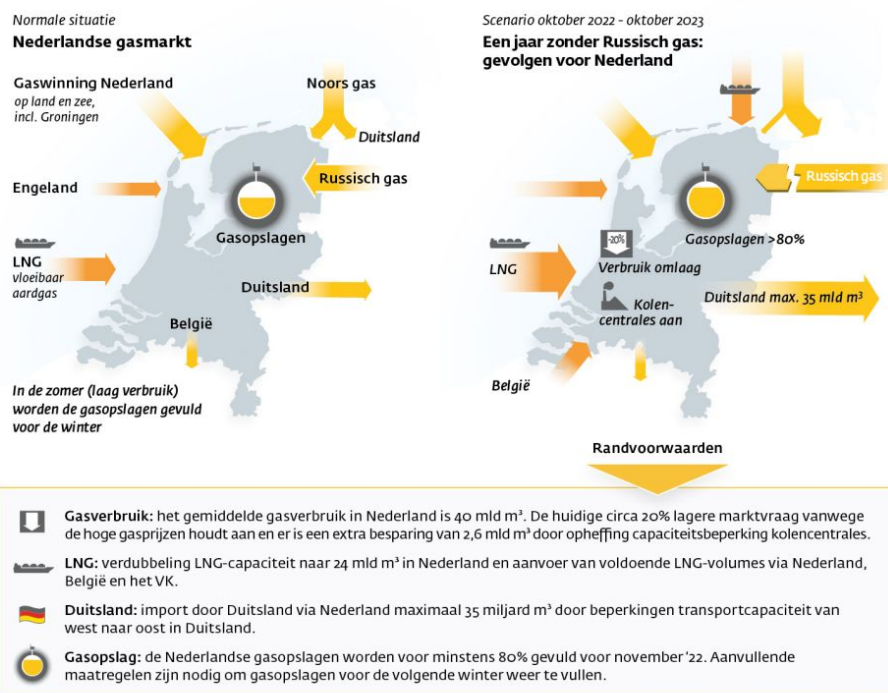 Normale situatie
Nederlandse gasmarkt
Gaswinning Nederland
op land en zee,
incl. Groningen
Noors gas
Duitsland
Russisch gas
Engeland
Gasopslagen
LNG
vloeibaar
aardgas
Duitsland
België
In de zomer (laag verbruik)
worden de gasopslagen gevuld
voor de winter
Scenario oktober 2022 - oktober 2023
Een jaar zonder Russisch gas:
gevolgen voor Nederland
Russisch gas
Gasopslagen >80%
-20%
Verbruik omlaag
LNG
Kolen-
centrales aan
Duitsland max. 35 mld m³
België
Randvoorwaarden
Gasverbruik: het gemiddelde gasverbruik in Nederland is 40 mld m³. De huidige circa 20% lagere marktvraag vanwege
de hoge gasprijzen houdt aan en er is een extra besparing van 2,6 mld m³ door opheffing capaciteitsbeperking kolencentrales.
LNG: verdubbeling LNG-capaciteit naar 24 mld m³ in Nederland en aanvoer van voldoende LNG-volumes via Nederland,
België en het VK.
Duitsland: import door Duitsland via Nederland maximaal 35 miljard m³ door beperkingen transportcapaciteit van
west naar oost in Duitsland.
Gasopslag: de Nederlandse gasopslagen worden voor minstens 80% gevuld voor november '22. Aanvullende
maatregelen zijn nodig om gasopslagen voor de volgende winter weer te vullen.